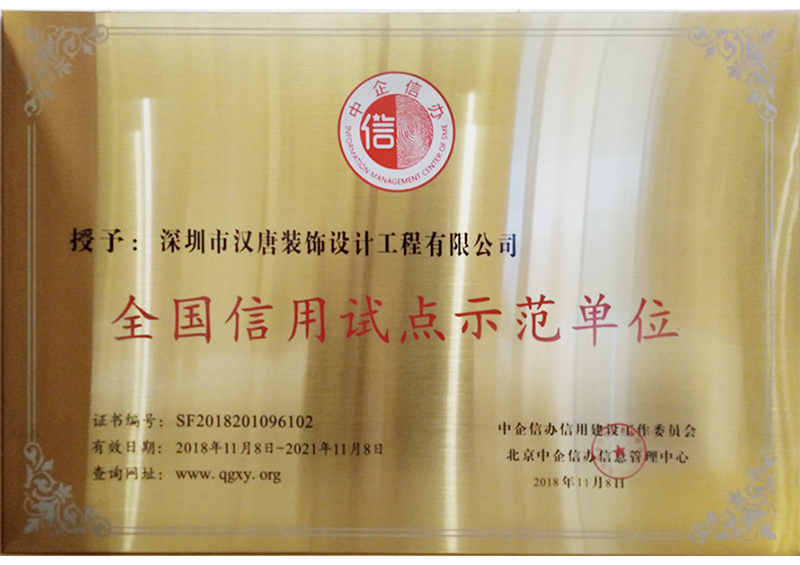 中企信办
信
INFORMATION MANAGEMENT CENTER OF SME
授予：深圳市汉唐装饰设计工程有限公司
全国信用试点示范单位
证书编号：SF2018201096102
有效日期：2018年11月8日-2021年11月8日
查询网址：www.qgxy.org
中企信办信用建设工作委员会
北京中企信办信息管理中心
2018年11月8日